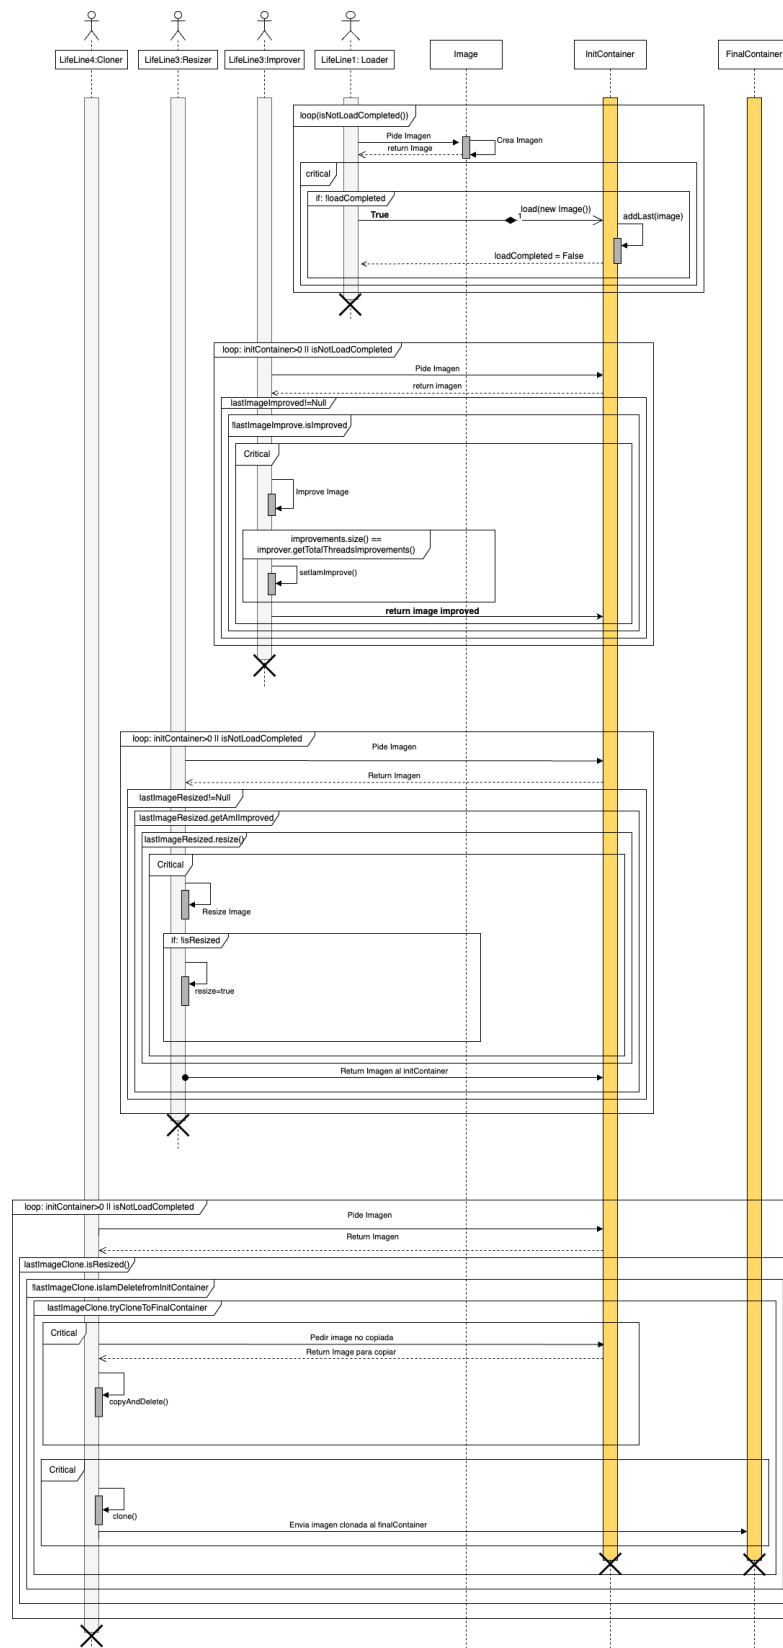 LifeLine4:Cloner
LifeLine3:Resizer
LifeLine3:Improver
LifeLine1: Loader
Image
InitContainer
FinalContainer
loop(isNotLoadCompleted())
Pide Imagen
Crea Imagen
return Image
critical
if: !loadCompleted
True
1
load(new Image())
addLast(image)
loadCompleted = False
loop: initContainer>0 II isNotLoadCompleted
Pide Imagen
return imagen
lastImageImproved!=Null
!lastImageImprove.isImproved
Critical
Improve Image
improvements.size() ==
improver.getTotalThreadsImprovements()
setIamImprove()
return image improved
loop: initContainer>0 II isNotLoadCompleted
Pide Imagen
Return Imagen
lastImageResized!=Null
lastImageResized.getAmIImproved
lastImageResized.resize()
Critical
Resize Image
if: !isResized
resize=true
Return Imagen al initContainer
loop: initContainer>0 II isNotLoadCompleted
Pide Imagen
Return Imagen
lastImageClone.isResized()
!lastImageClone.isIamDeletefromInitContainer
lastImageClone.tryCloneToFinalContainer
Critical
Pedir image no copiada
Return Image para copiar
copyAndDelete()
Critical
clone()
Envia imagen clonada al finalContainer